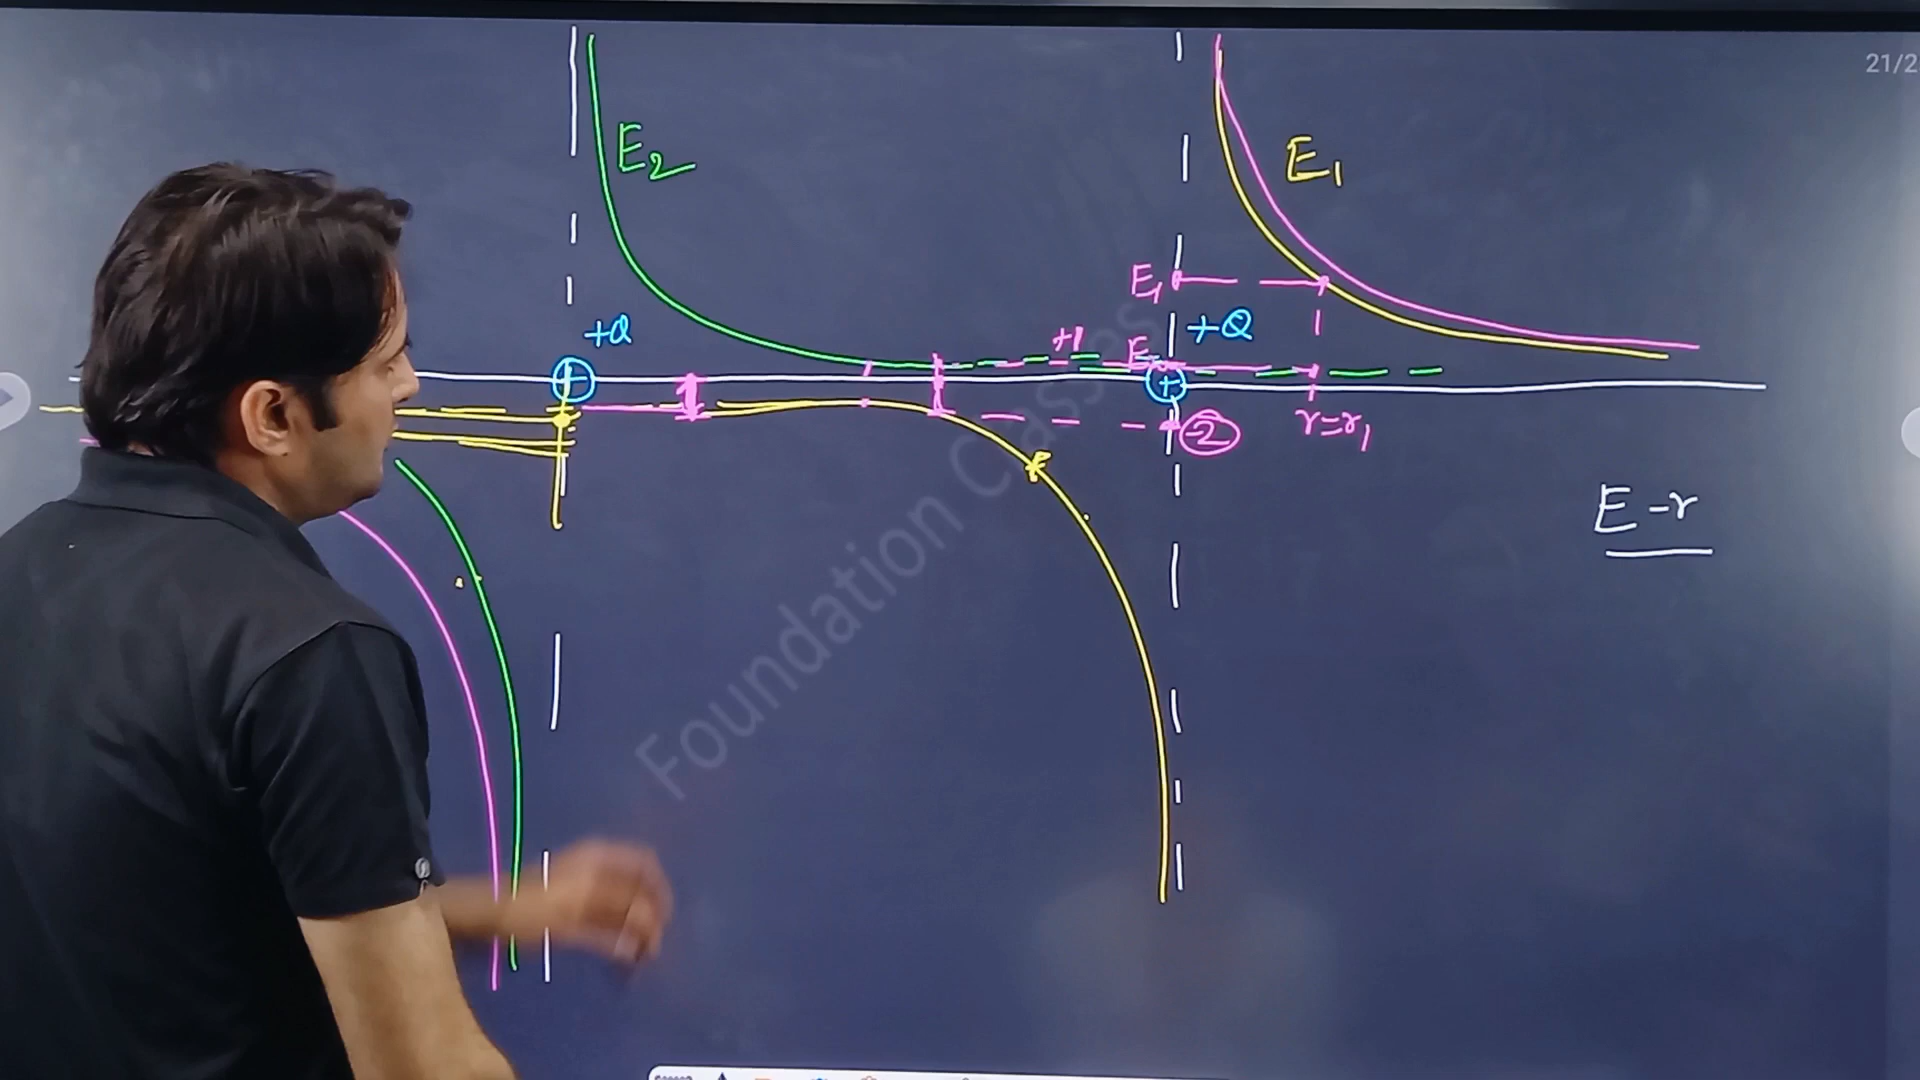 21/2
E2
E1
E1
+Q
+Q
+1
-2
r=r1
E-r
Foundation Classes